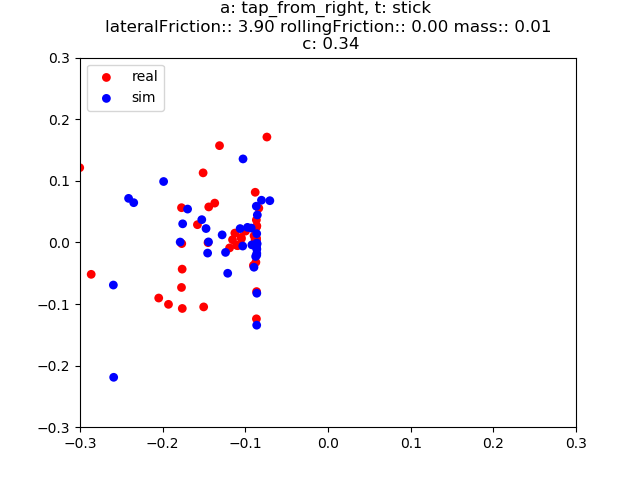 a: tap_from_right, t: stick
lateralFriction:: 3.90 rollingFriction:: 0.00 mass:: 0.01
c: 0.34
real
sim
0.3
0.2
0.1
0.0
−0.1
−0.2
−0.3
−0.3 −0.2 −0.1 0.0 0.1 0.2 0.3